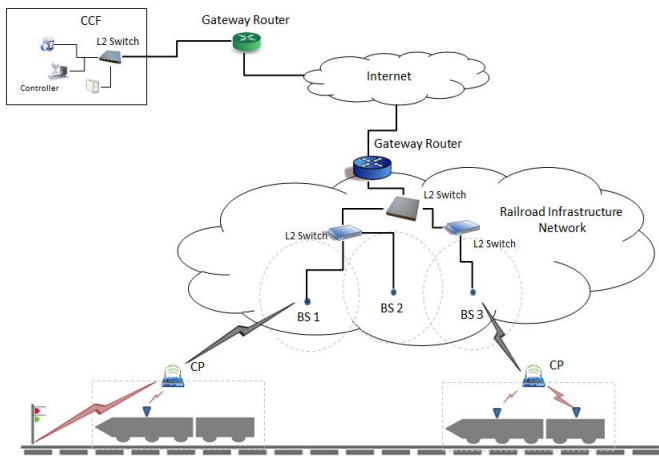 CCF
Gateway Router
L2 Switch
Controller
Internet
Gateway Router
L2 Switch
Railroad Infrastructure
Network
L2 Switch
L2 Switch
BS 1
BS 2
BS 3
CP
CP